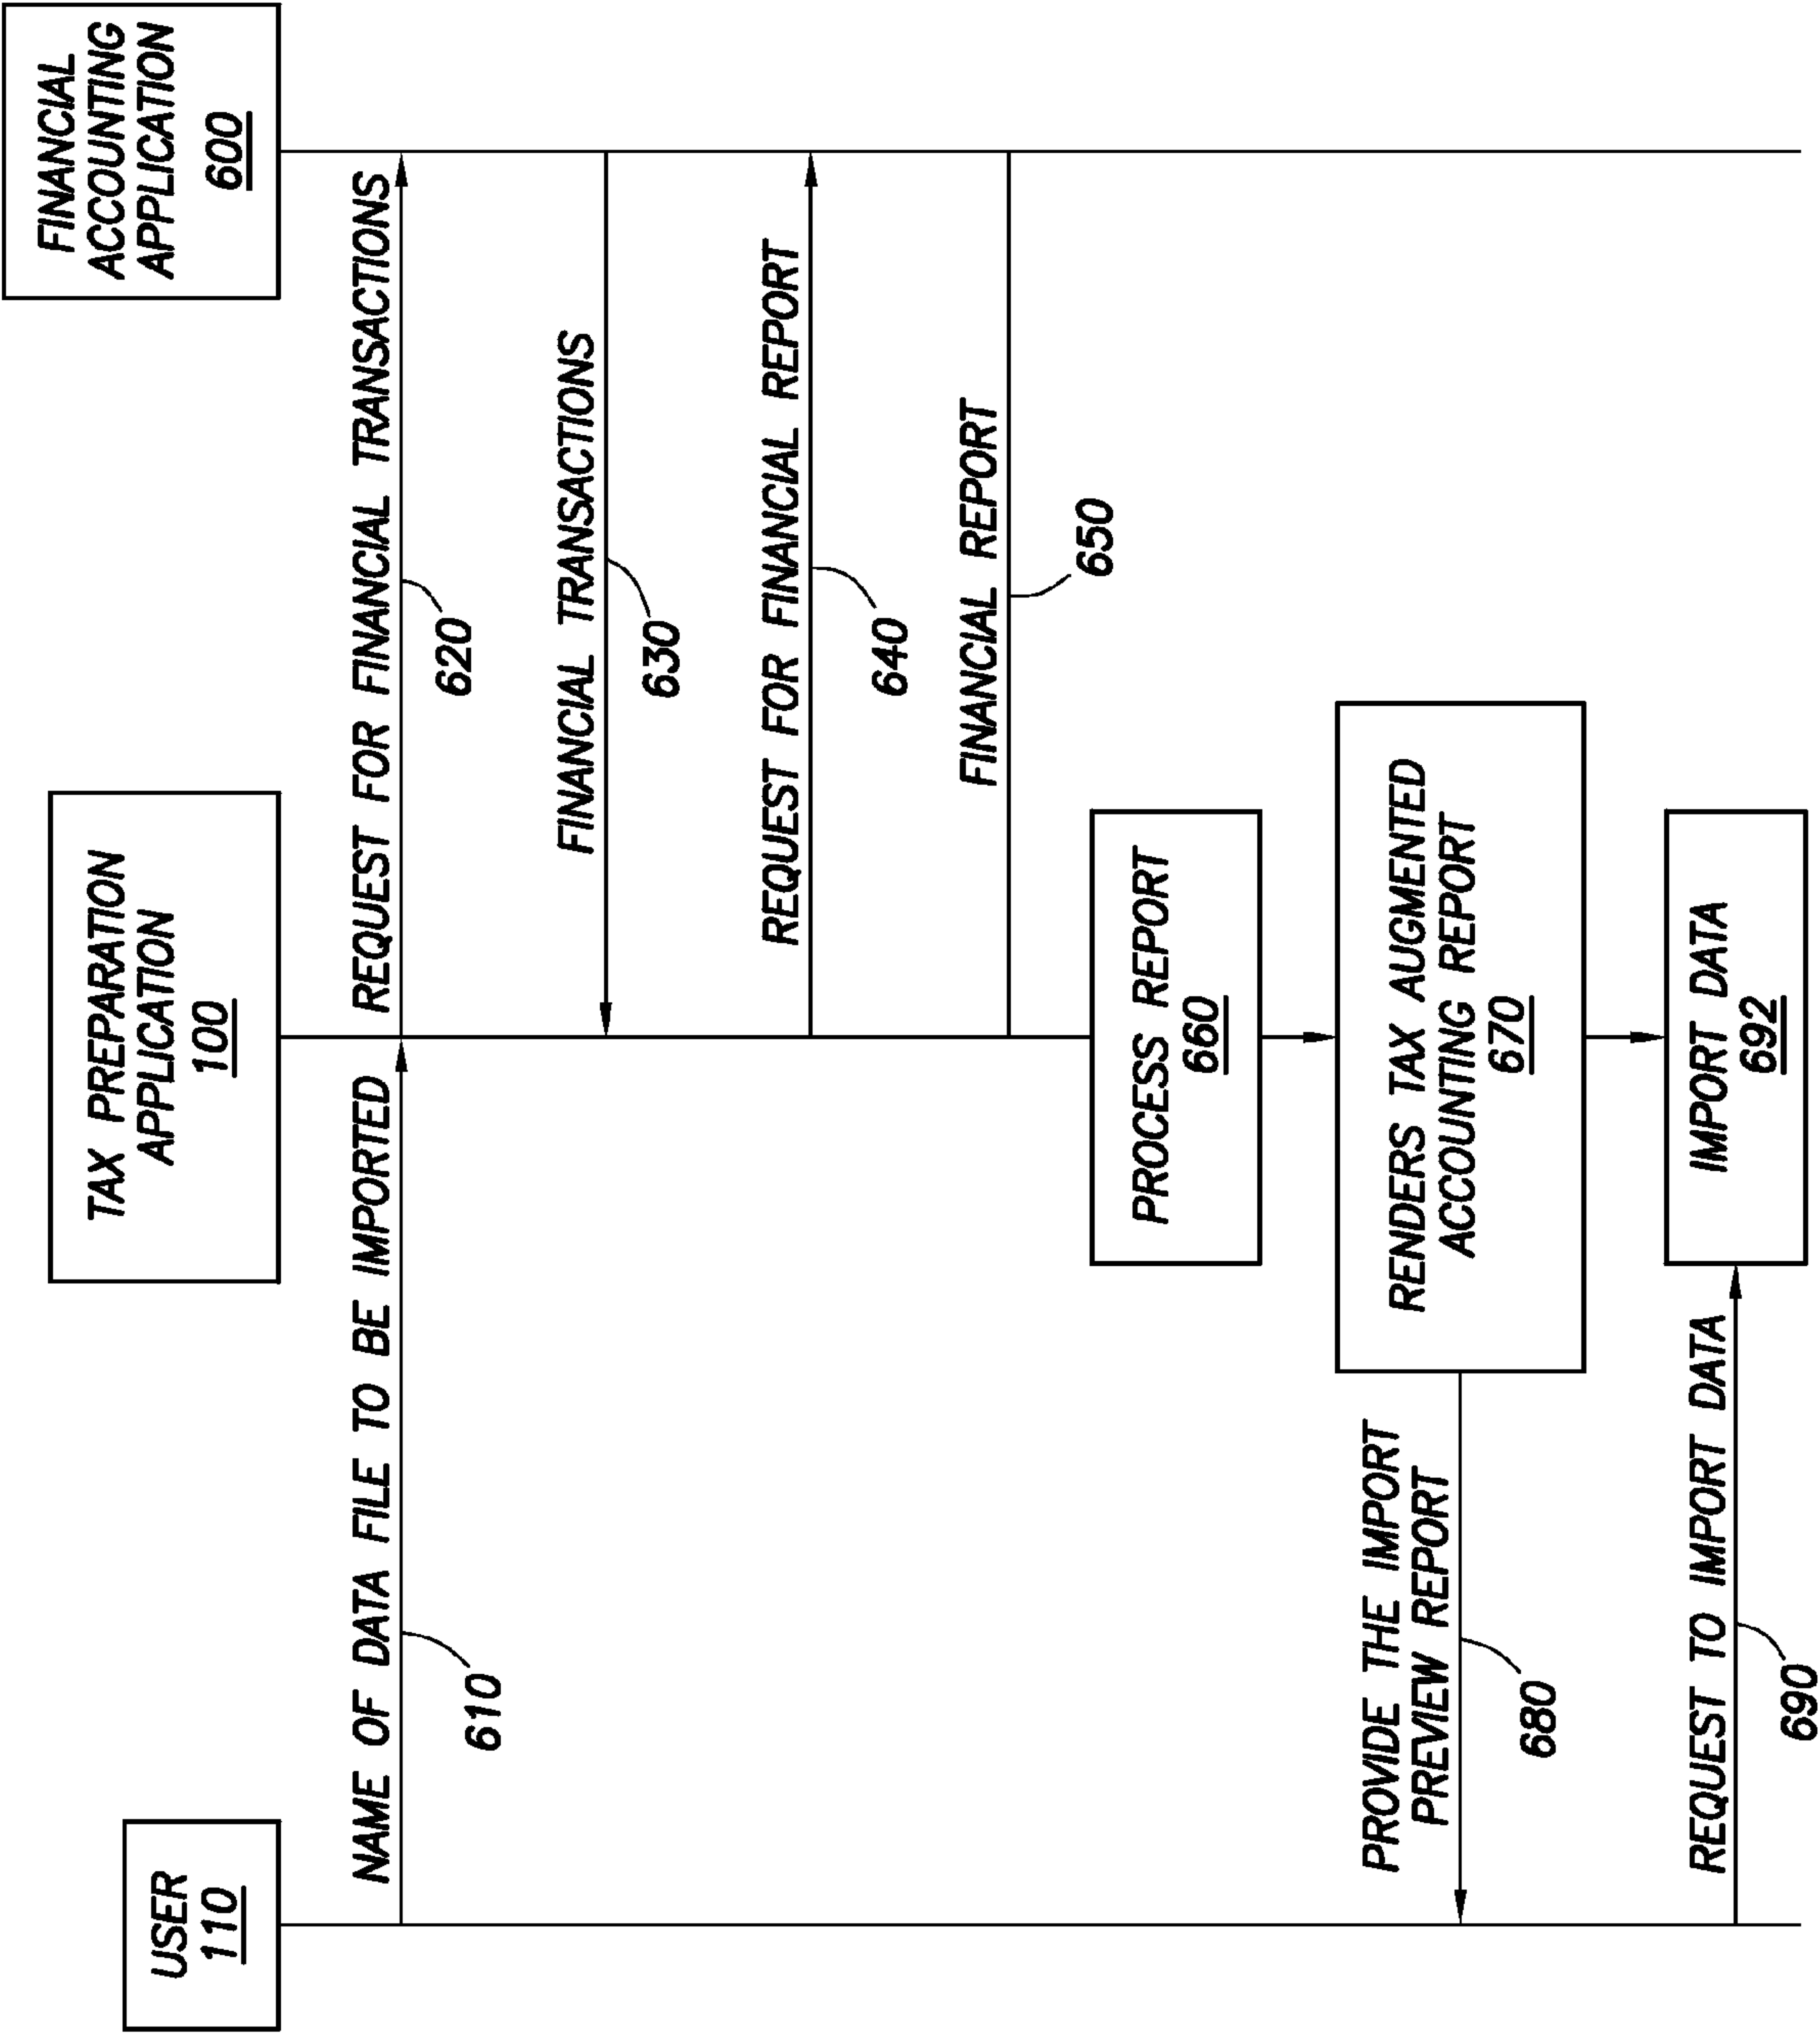 USER
110
TAX PREPARATION
APPLICATION
100
FINANCIAL
ACCOUNTING
APPLICATION
600
NAME OF DATA FILE TO BE IMPORTED
610
REQUEST FOR FINANCIAL TRANSACTIONS
620
FINANCIAL TRANSACTIONS
630
REQUEST FOR FINANCIAL REPORT
640
FINANCIAL REPORT
650
PROCESS REPORT
660
RENDERS TAX AUGMENTED
ACCOUNTING REPORT
670
PROVIDE THE IMPORT
PREVIEW REPORT
680
REQUEST TO IMPORT DATA
690
IMPORT DATA
692